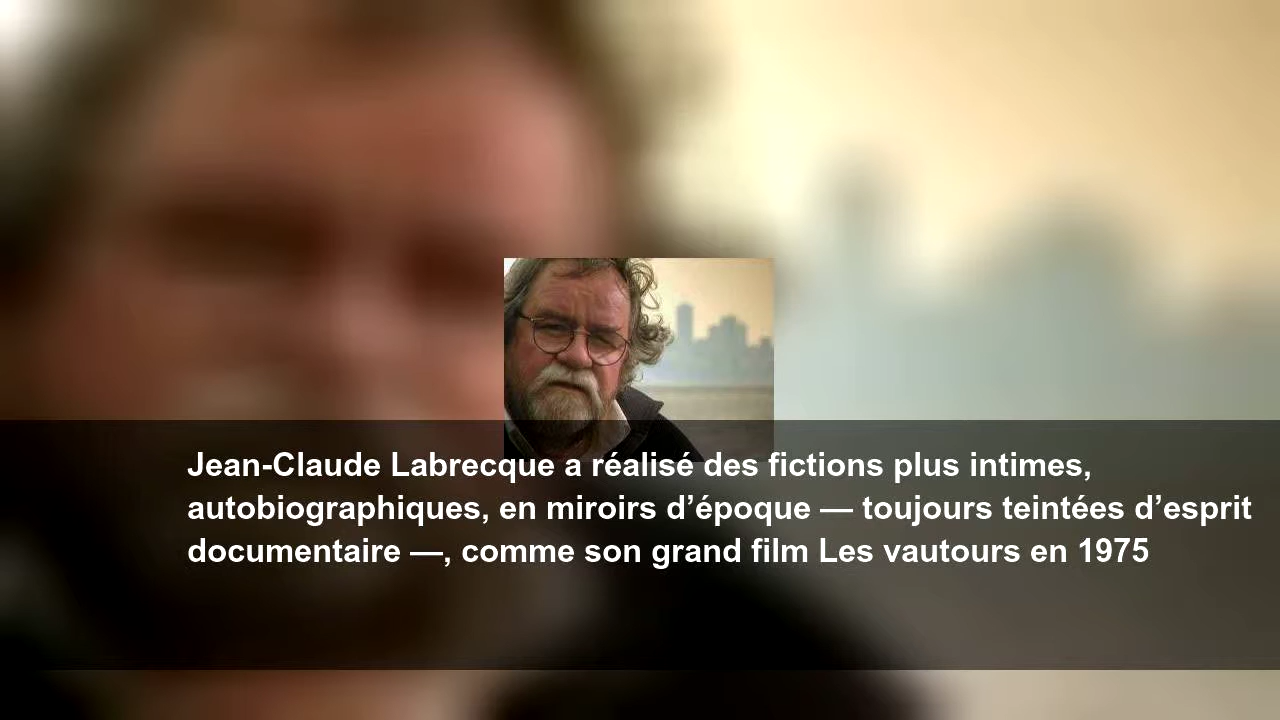 Jean-Claude Labrecque a réalisé des fictions plus intimes,
autobiographiques, en miroirs d’époque — toujours teintées d’esprit
documentaire —, comme son grand film Les vautours en 1975